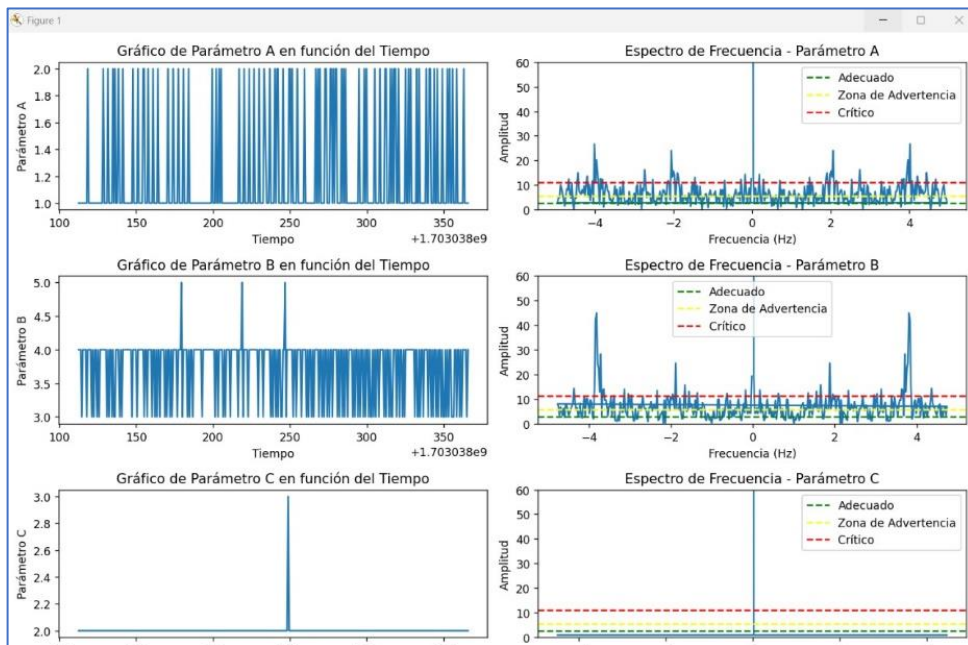 Figure 1
Gráfico de Parámetro A en función del Tiempo
Parámetro A
2.0
1.8
1.6
1.4
1.2
1.0
100 150 200 250 300 350
Tiempo
+1.703038e9
Espectro de Frecuencia - Parámetro A
Amplitud
60
50
40
30
20
10
0
Adecuado
Zona de Advertencia
Crítico
−4 −2 0 2 4
Frecuencia (Hz)
Gráfico de Parámetro B en función del Tiempo
Parámetro B
5.0
4.5
4.0
3.5
3.0
100 150 200 250 300 350
Tiempo
+1.703038e9
Espectro de Frecuencia - Parámetro B
Amplitud
60
50
40
30
20
10
0
Adecuado
Zona de Advertencia
Crítico
−4 −2 0 2 4
Frecuencia (Hz)
Gráfico de Parámetro C en función del Tiempo
Parámetro C
3.0
2.8
2.6
2.4
2.2
2.0
Espectro de Frecuencia - Parámetro C
Amplitud
60
50
40
30
20
10
0
Adecuado
Zona de Advertencia
Crítico